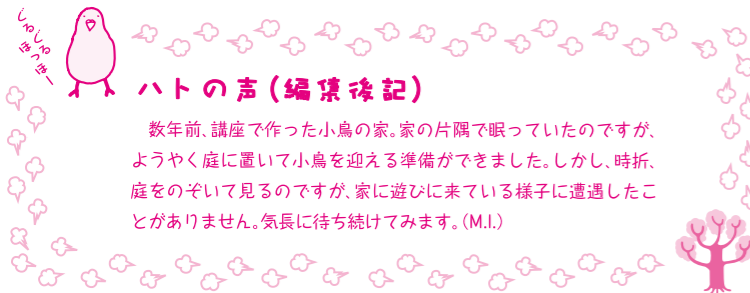 じるじる
ぽっぽー
ハトの声(編集後記)
数年前、講座で作った小鳥の家。家の片隅で眠っていたのですが、
ようやく庭に置いて小鳥を迎える準備ができました。しかし、時折、
庭をのぞいて見るのですが、家に遊びに来ている様子に遭遇したこ
とがありません。気長に待ち続けてみます。(M.I.)